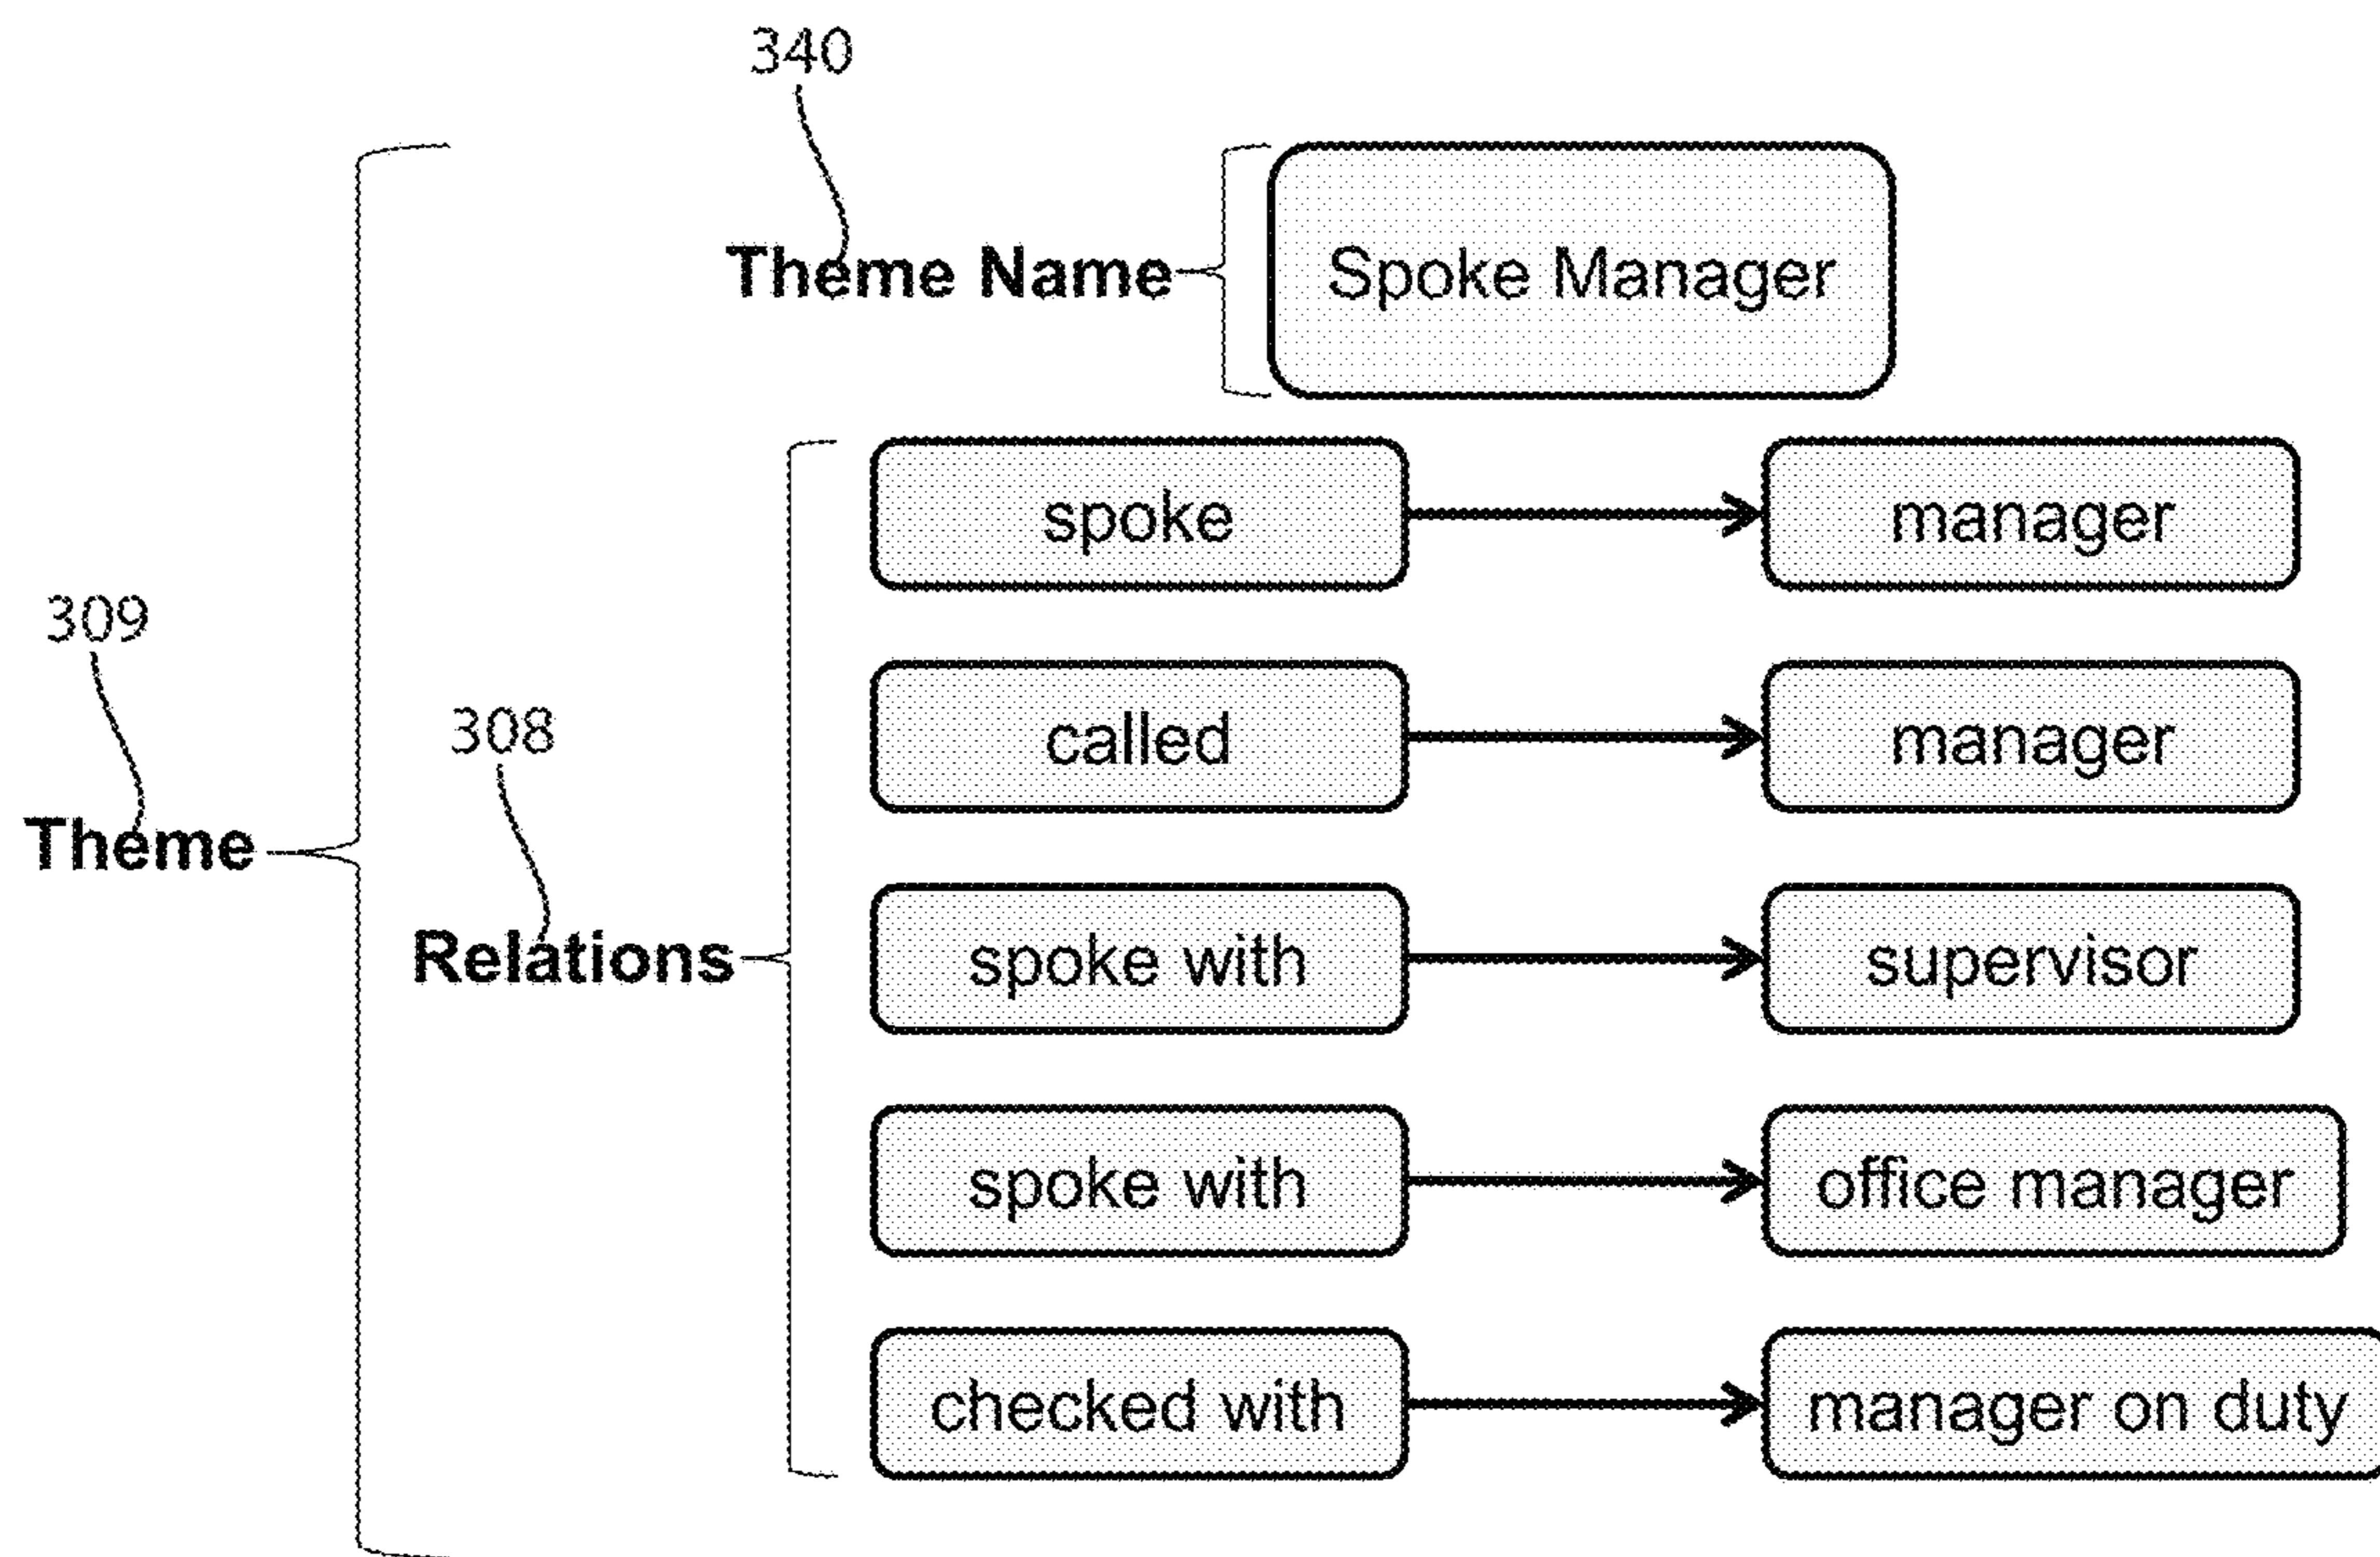 340
Theme Name
Spoke Manager
spoke
manager
309
308
called
manager
Theme
Relations
spoke with
supervisor
spoke with
office manager
checked with
manager on duty